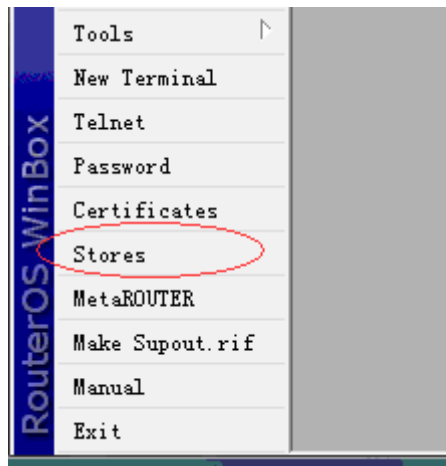 Tools
New Terminal
Telnet
Password
Certificates
Stores
MetaROUTER
Make Supout.rif
Manual
Exit
RouterOS WinBox